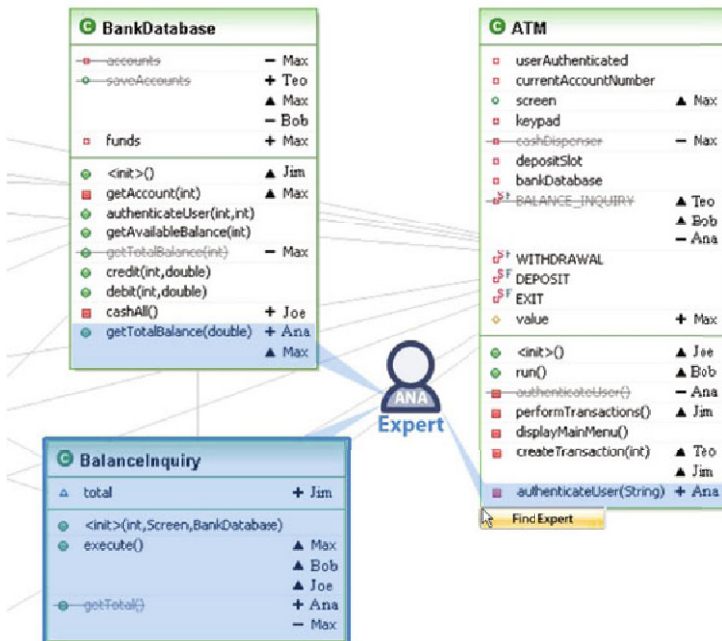 BankDatabase
accounts − Max
saveAccounts + Teo
▲ Max
− Bob
funds + Max
<init>() ▲ Jim
getAccount(int) ▲ Max
authenticateUser(int,int)
getAvailableBalance(int)
getTotalBalance(int) − Max
credit(int,double)
debit(int,double)
cashAll() + Joe
getTotalBalance(double) + Ana
▲ Max
BalanceInquiry
total + Jim
<init>(int,Screen,BankDatabase)
execute() ▲ Max
▲ Bob
▲ Joe
getTotal() + Ana
− Max
ANA
Expert
ATM
userAuthenticated
currentAccountNumber
screen ▲ Max
keypad
cashDispenser − Max
depositSlot
bankDatabase
BALANCE_INQUIRY ▲ Teo
▲ Bob
− Ana
WITHDRAWAL
DEPOSIT
EXIT
value + Max
<init>() ▲ Joe
run() ▲ Bob
authenticateUser() − Ana
performTransactions() ▲ Jim
displayMainMenu()
createTransaction(int) ▲ Teo
▲ Jim
authenticateUser(String) + Ana
Find Expert